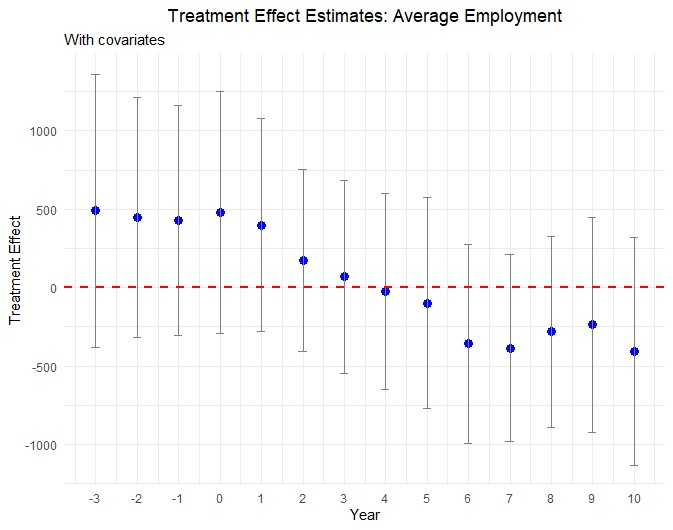 Treatment Effect Estimates: Average Employment
With covariates
Treatment Effect
1000
500
0
-500
-1000
-3 -2 -1 0 1 2 3 4 5 6 7 8 9 10
Year